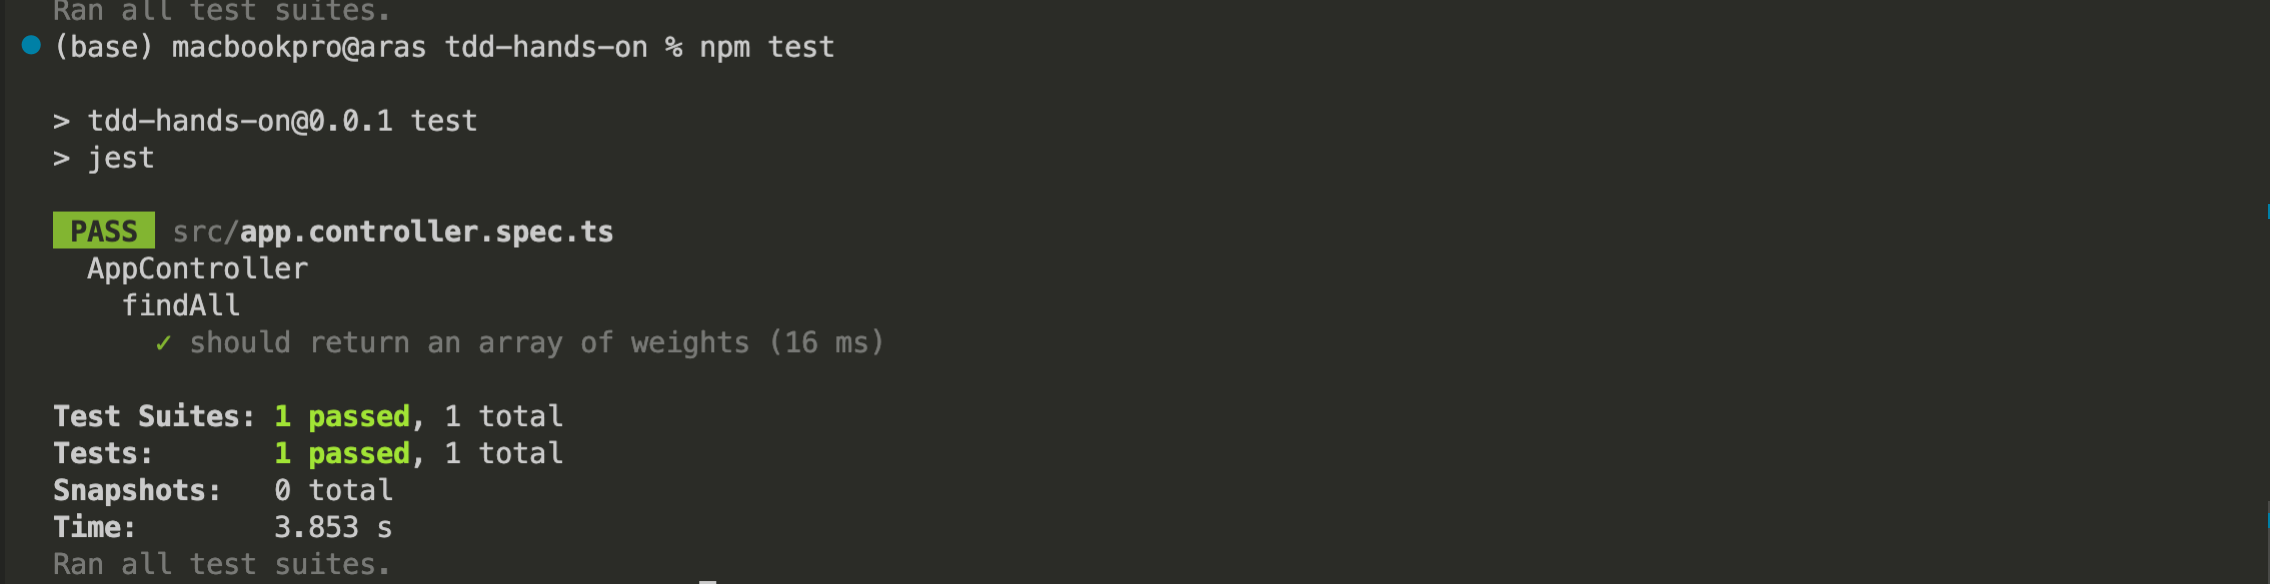 Ran all test suites.
(base) macbookpro@aras tdd-hands-on % npm test
> tdd-hands-on@0.0.1 test
> jest
PASS src/app.controller.spec.ts
AppController
findAll
✓ should return an array of weights (16 ms)
Test Suites: 1 passed, 1 total
Tests: 1 passed, 1 total
Snapshots: 0 total
Time: 3.853 s
Ran all test suites.